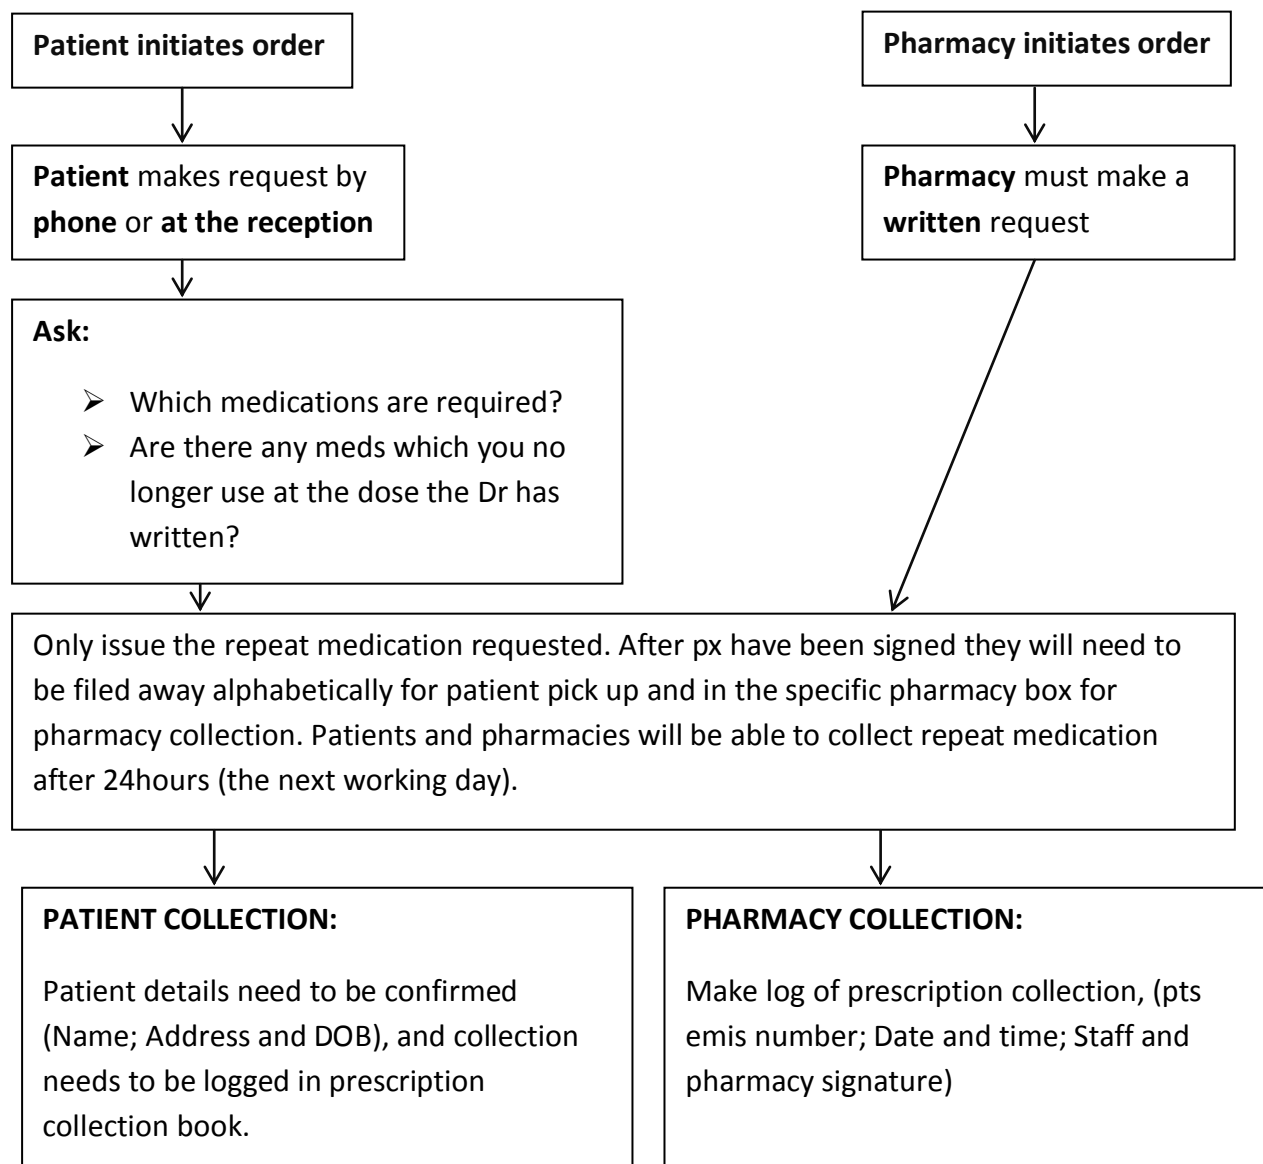 Patient initiates order
Pharmacy initiates order
Patient makes request by
phone or at the reception
Pharmacy must make a
written request
Ask:
➢ Which medications are required?
➢ Are there any meds which you no
longer use at the dose the Dr has
written?
Only issue the repeat medication requested. After px have been signed they will need to
be filed away alphabetically for patient pick up and in the specific pharmacy box for
pharmacy collection. Patients and pharmacies will be able to collect repeat medication
after 24hours (the next working day).
PATIENT COLLECTION:
Patient details need to be confirmed
(Name; Address and DOB), and collection
needs to be logged in prescription
collection book.
PHARMACY COLLECTION:
Make log of prescription collection, (pts
emis number; Date and time; Staff and
pharmacy signature)